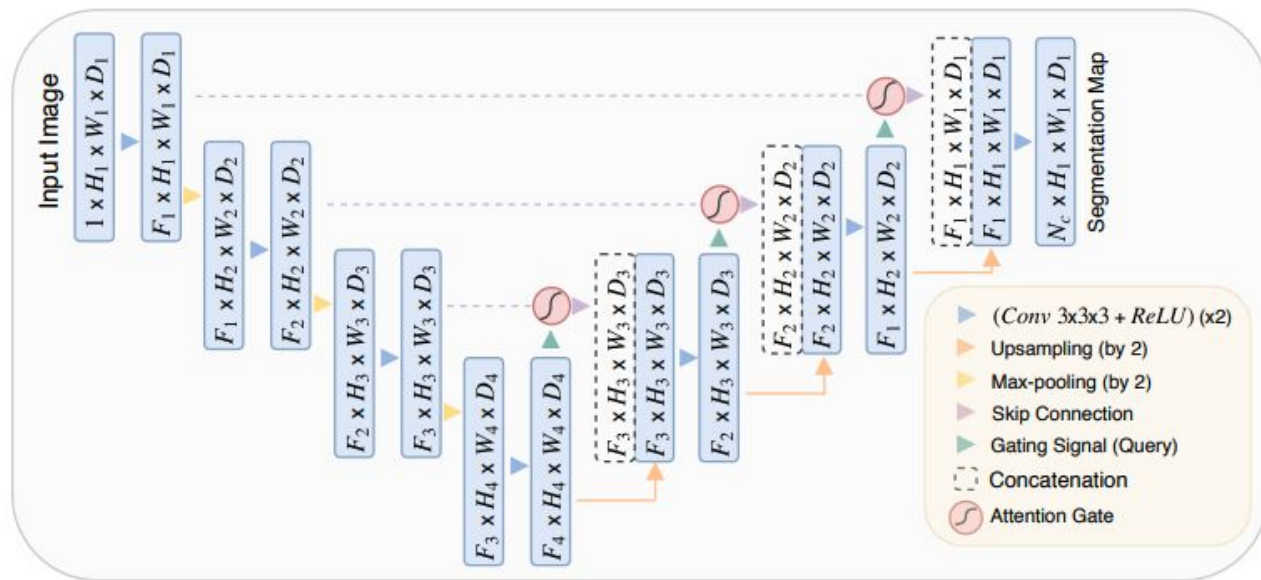 Input Image
1 x H₁ x W₁ x D₁
F₁ x H₁ x W₁ x D₁
F₁ x H₂ x W₂ x D₂
F₂ x H₂ x W₂ x D₂
F₂ x H₃ x W₃ x D₃
F₃ x H₃ x W₃ x D₃
F₃ x H₄ x W₄ x D₄
F₄ x H₄ x W₄ x D₄
F₃ x H₃ x W₃ x D₃
F₃ x H₃ x W₃ x D₃
F₂ x H₃ x W₃ x D₃
F₂ x H₂ x W₂ x D₂
F₂ x H₂ x W₂ x D₂
F₁ x H₂ x W₂ x D₂
F₁ x H₁ x W₁ x D₁
F₁ x H₁ x W₁ x D₁
N_c x H₁ x W₁ x D₁
Segmentation Map
(Conv 3x3x3 + ReLU) (x2)
Upsampling (by 2)
Max-pooling (by 2)
Skip Connection
Gating Signal (Query)
Concatenation
Attention Gate